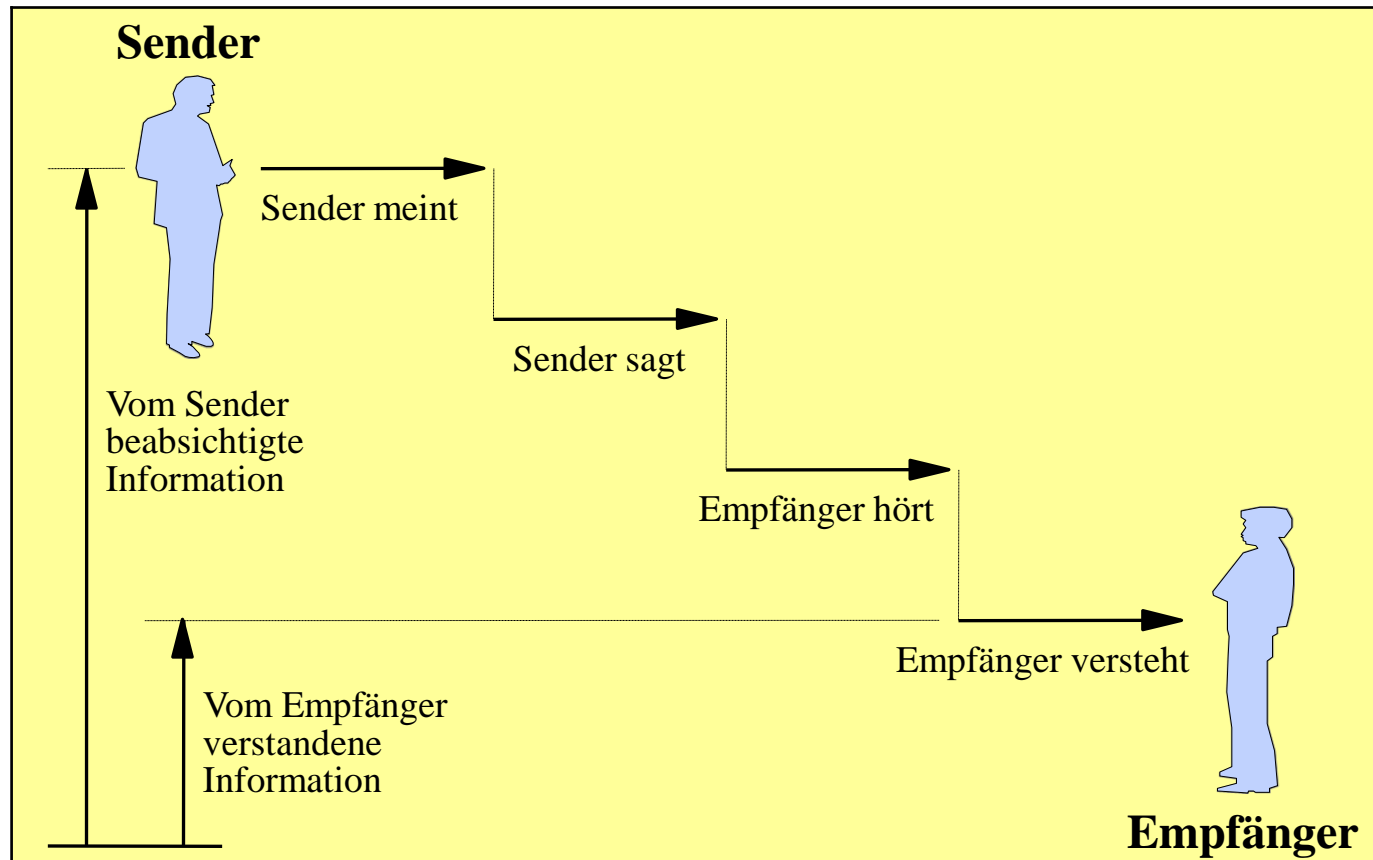 Sender
Sender meint
Sender sagt
Vom Sender
beabsichtigte
Information
Empfänger hört
Empfänger versteht
Vom Empfänger
verstandene
Information
Empfänger